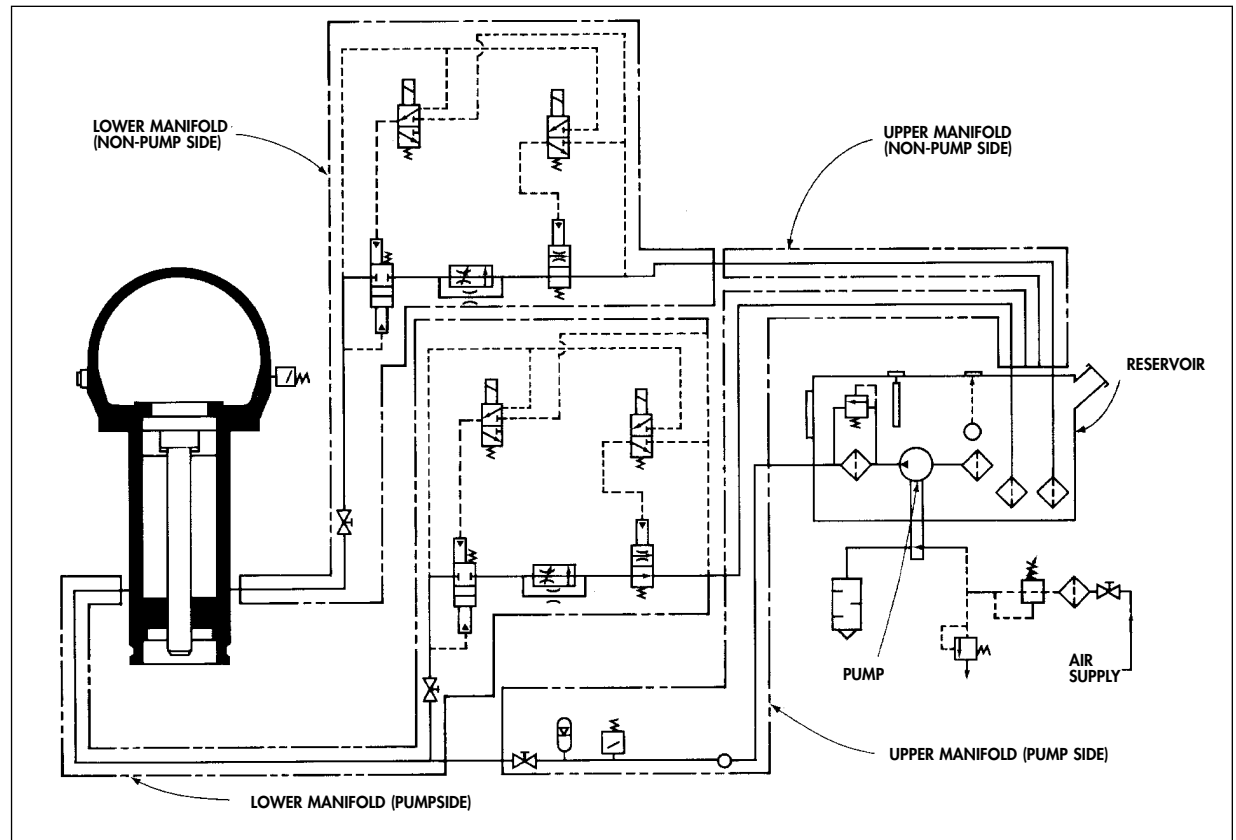 LOWER MANIFOLD
(NON-PUMP SIDE)
UPPER MANIFOLD
(NON-PUMP SIDE)
RESERVOIR
PUMP
AIR
SUPPLY
UPPER MANIFOLD (PUMP SIDE)
LOWER MANIFOLD (PUMPSIDE)